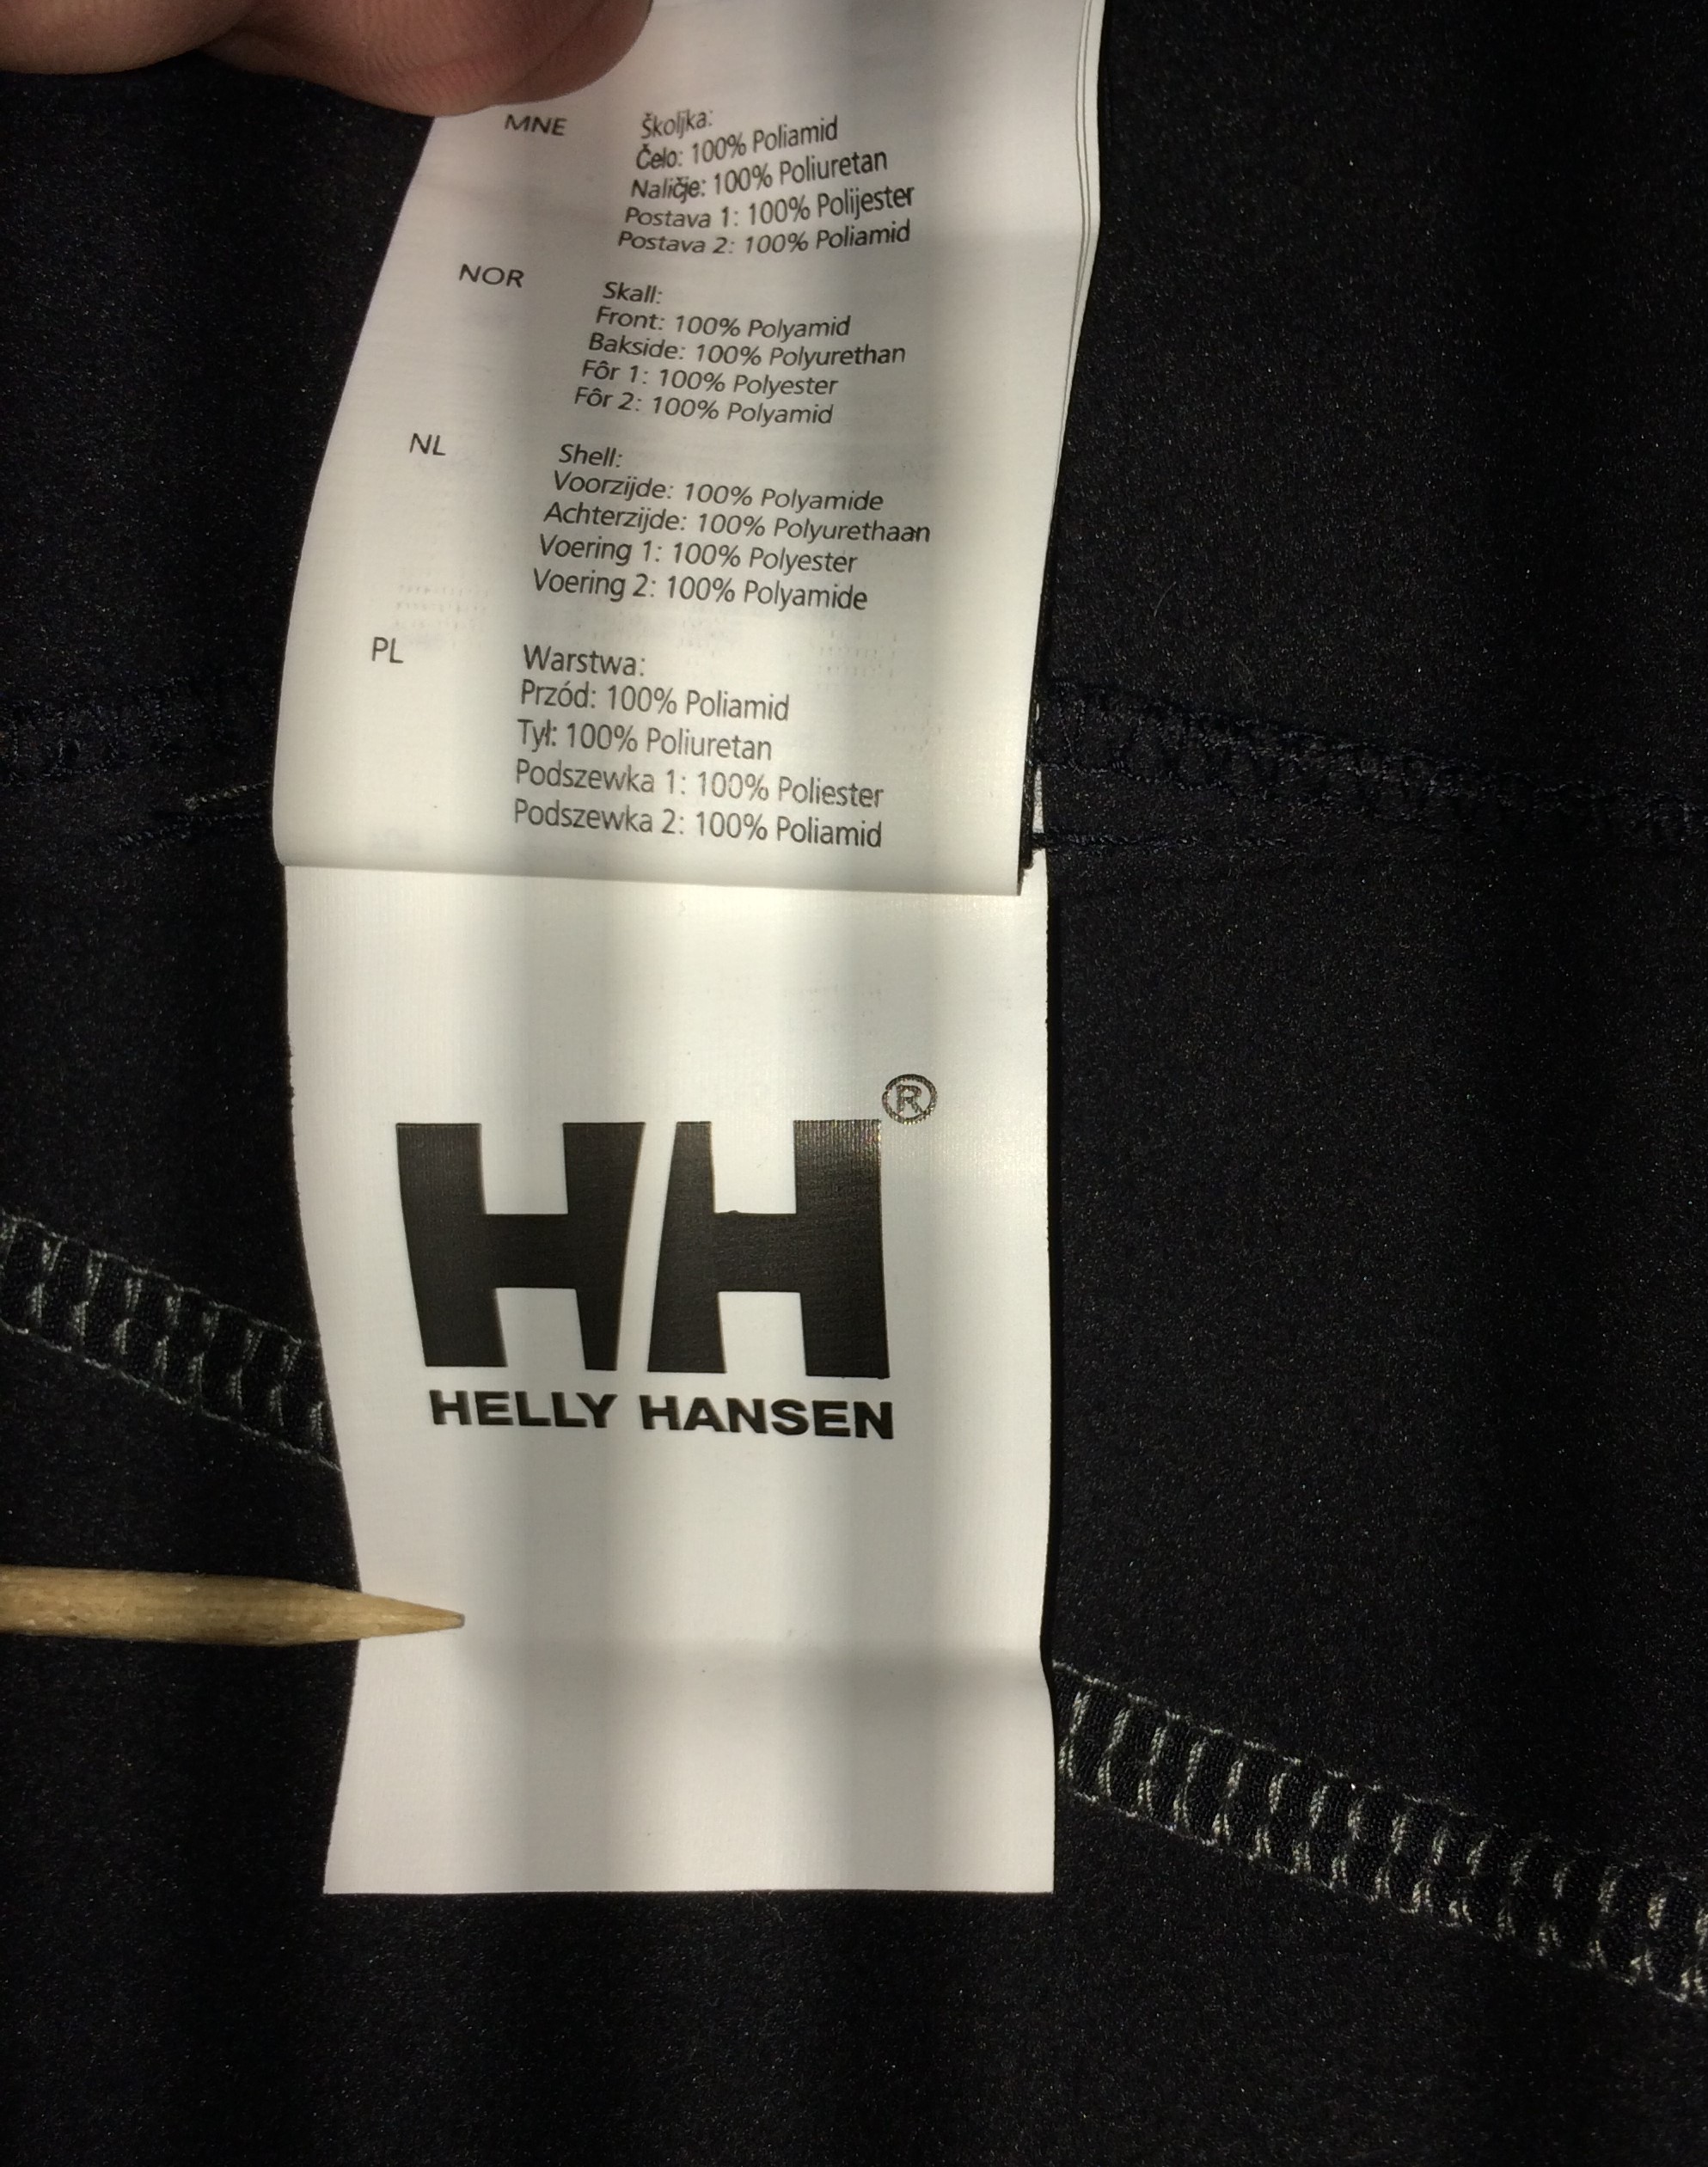 MNE Školjka:
Čelo: 100% Poliamid
Naličje: 100% Poliuretan
Postava 1: 100% Polijester
Postava 2: 100% Poliamid
NOR Skall:
Front: 100% Polyamid
Bakside: 100% Polyurethan
Fôr 1: 100% Polyester
Fôr 2: 100% Polyamid
NL Shell:
Voorzijde: 100% Polyamide
Achterzijde: 100% Polyurethaan
Voering 1: 100% Polyester
Voering 2: 100% Polyamide
PL Warstwa:
Przód: 100% Poliamid
Tył: 100% Poliuretan
Podszewka 1: 100% Poliester
Podszewka 2: 100% Poliamid
HH®
HELLY HANSEN